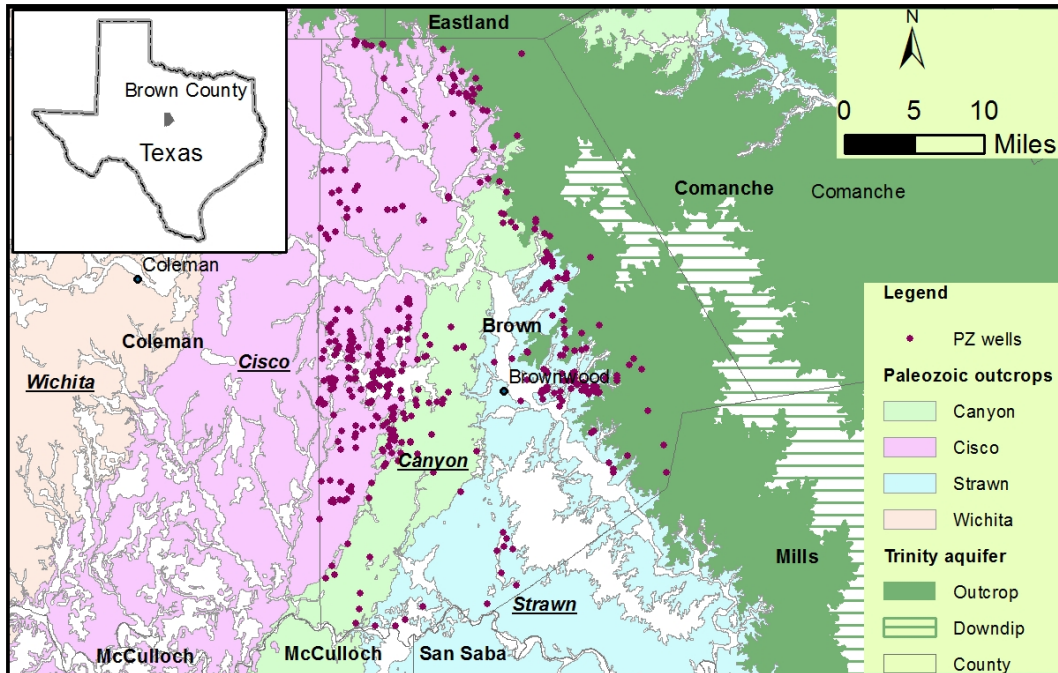 Eastland
N
Brown County
Texas
0 5 10
Miles
Comanche
Comanche
Coleman
Coleman
Wichita
Cisco
Brown
Brownwood
Canyon
Mills
Strawn
McCulloch
McCulloch
San Saba
Legend
PZ wells
Paleozoic outcrops
Canyon
Cisco
Strawn
Wichita
Trinity aquifer
Outcrop
Downdip
County